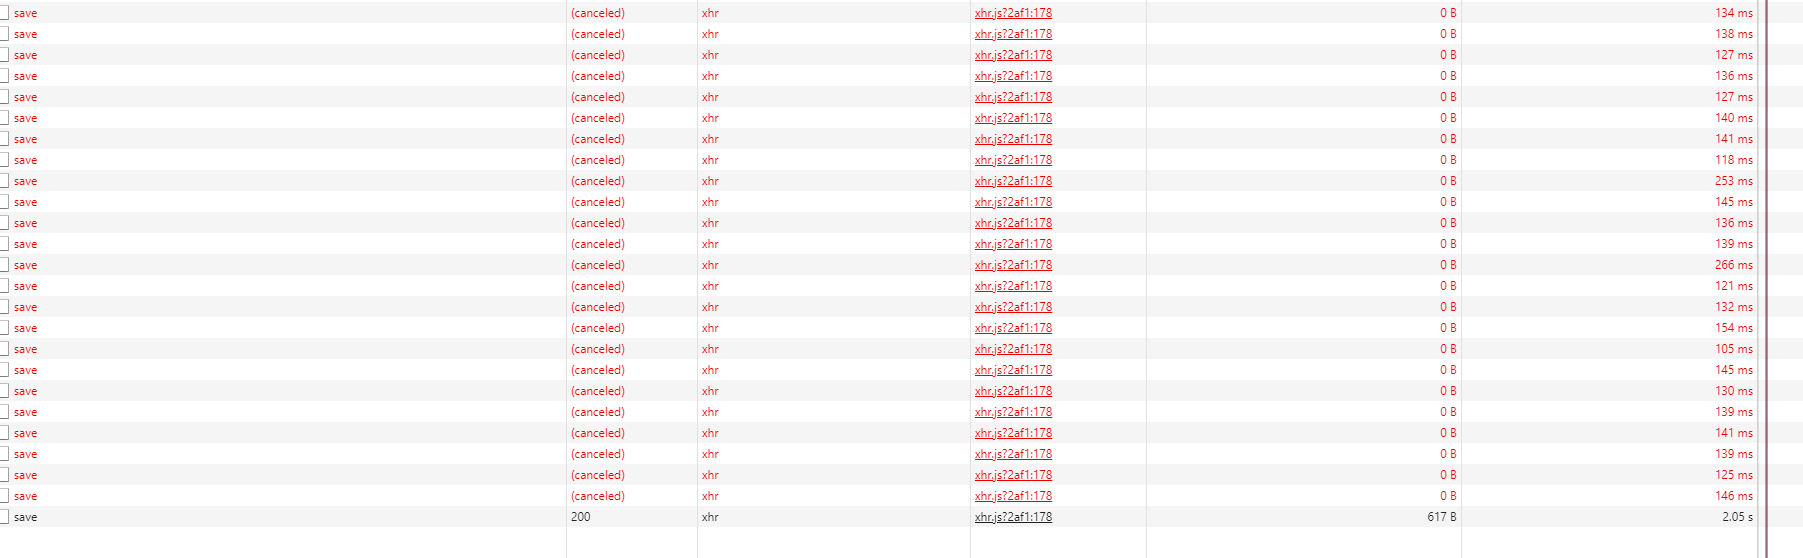 save (canceled) xhr xhr.js?2af1:178 0 B 134 ms
save (canceled) xhr xhr.js?2af1:178 0 B 138 ms
save (canceled) xhr xhr.js?2af1:178 0 B 127 ms
save (canceled) xhr xhr.js?2af1:178 0 B 136 ms
save (canceled) xhr xhr.js?2af1:178 0 B 127 ms
save (canceled) xhr xhr.js?2af1:178 0 B 140 ms
save (canceled) xhr xhr.js?2af1:178 0 B 141 ms
save (canceled) xhr xhr.js?2af1:178 0 B 118 ms
save (canceled) xhr xhr.js?2af1:178 0 B 253 ms
save (canceled) xhr xhr.js?2af1:178 0 B 145 ms
save (canceled) xhr xhr.js?2af1:178 0 B 136 ms
save (canceled) xhr xhr.js?2af1:178 0 B 139 ms
save (canceled) xhr xhr.js?2af1:178 0 B 266 ms
save (canceled) xhr xhr.js?2af1:178 0 B 121 ms
save (canceled) xhr xhr.js?2af1:178 0 B 132 ms
save (canceled) xhr xhr.js?2af1:178 0 B 154 ms
save (canceled) xhr xhr.js?2af1:178 0 B 105 ms
save (canceled) xhr xhr.js?2af1:178 0 B 145 ms
save (canceled) xhr xhr.js?2af1:178 0 B 130 ms
save (canceled) xhr xhr.js?2af1:178 0 B 139 ms
save (canceled) xhr xhr.js?2af1:178 0 B 141 ms
save (canceled) xhr xhr.js?2af1:178 0 B 139 ms
save (canceled) xhr xhr.js?2af1:178 0 B 125 ms
save (canceled) xhr xhr.js?2af1:178 0 B 146 ms
save 200 xhr xhr.js?2af1:178 617 B 2.05 s